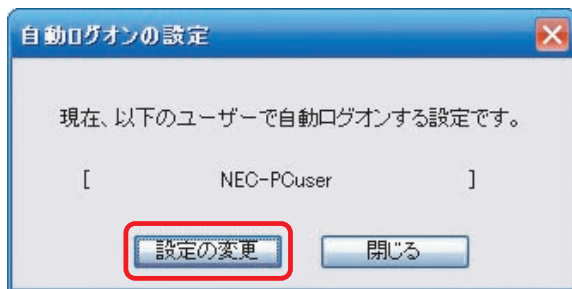 自動ログオンの設定
現在、以下のユーザーで自動ログオンする設定です。
[ NEC-PCuser ]
設定の変更 閉じる